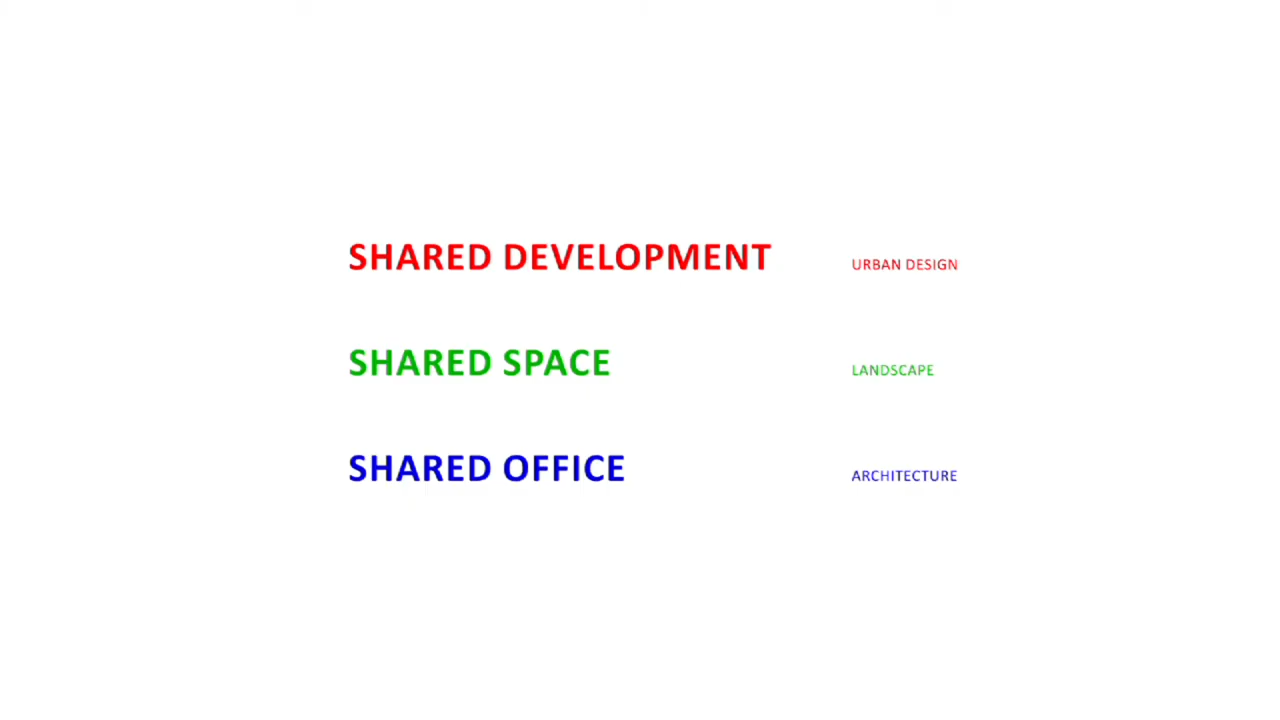 SHARED DEVELOPMENT URBAN DESIGN
SHARED SPACE LANDSCAPE
SHARED OFFICE ARCHITECTURE